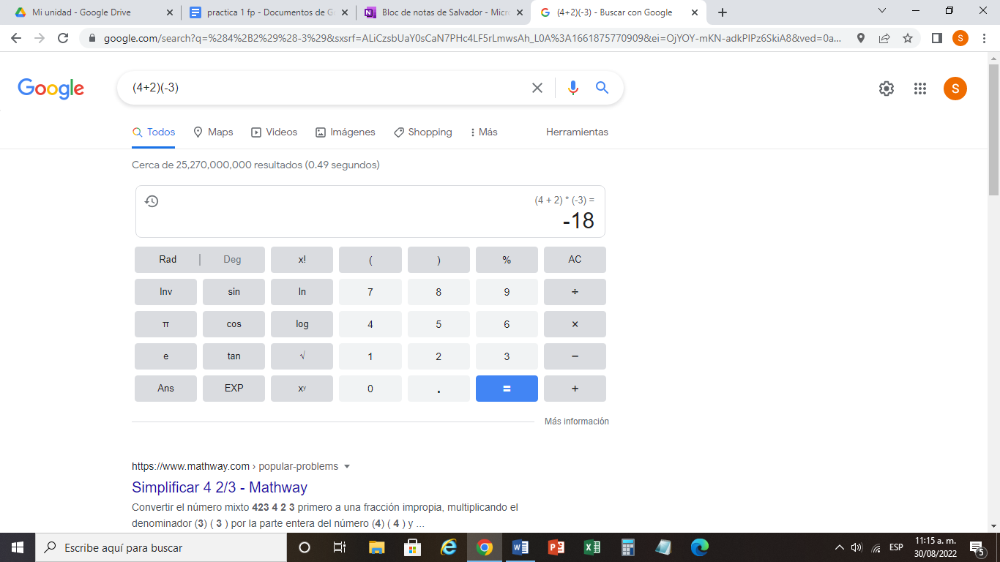 Mi unidad - Google Drive
practica 1 fp - Documentos de G
Bloc de notas de Salvador - Micr
(4+2)(-3) - Buscar con Google
google.com/search?q=%284%2B2%29%28-3%29&sxsrf=ALiCzsbUaY0sCaN7PHc4LF5rLmwsAh_L0A%3A1661875770909&ei=OjYOY-mKN-adkPIPz6SkiA8&ved=0a...
S
Google
(4+2)(-3)
S
Todos
Maps
Videos
Imágenes
Shopping
Más
Herramientas
Cerca de 25,270,000,000 resultados (0.49 segundos)
(4 + 2) * (-3) =
-18
Rad | Deg x! ( ) % AC
Inv sin ln 7 8 9 ÷
π cos log 4 5 6 ×
e tan √ 1 2 3 −
Ans EXP xʸ 0 . = +
Más información
https://www.mathway.com › popular-problems
Simplificar 4 2/3 - Mathway
Convertir el número mixto 423 4 2 3 primero a una fracción impropia, multiplicando el
denominador (3) ( 3 ) por la parte entera del número (4) ( 4 ) y ...
Escribe aquí para buscar
ESP
11:15 a. m.
30/08/2022
5